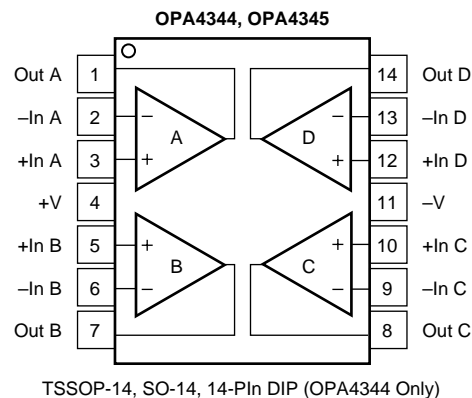 OPA4344, OPA4345
Out A 1 14 Out D
–In A 2 – – 13 –In D
+In A 3 + A D + 12 +In D
+V 4 11 –V
+In B 5 + + 10 +In C
–In B 6 – B C – 9 –In C
Out B 7 8 Out C
TSSOP-14, SO-14, 14-PIn DIP (OPA4344 Only)